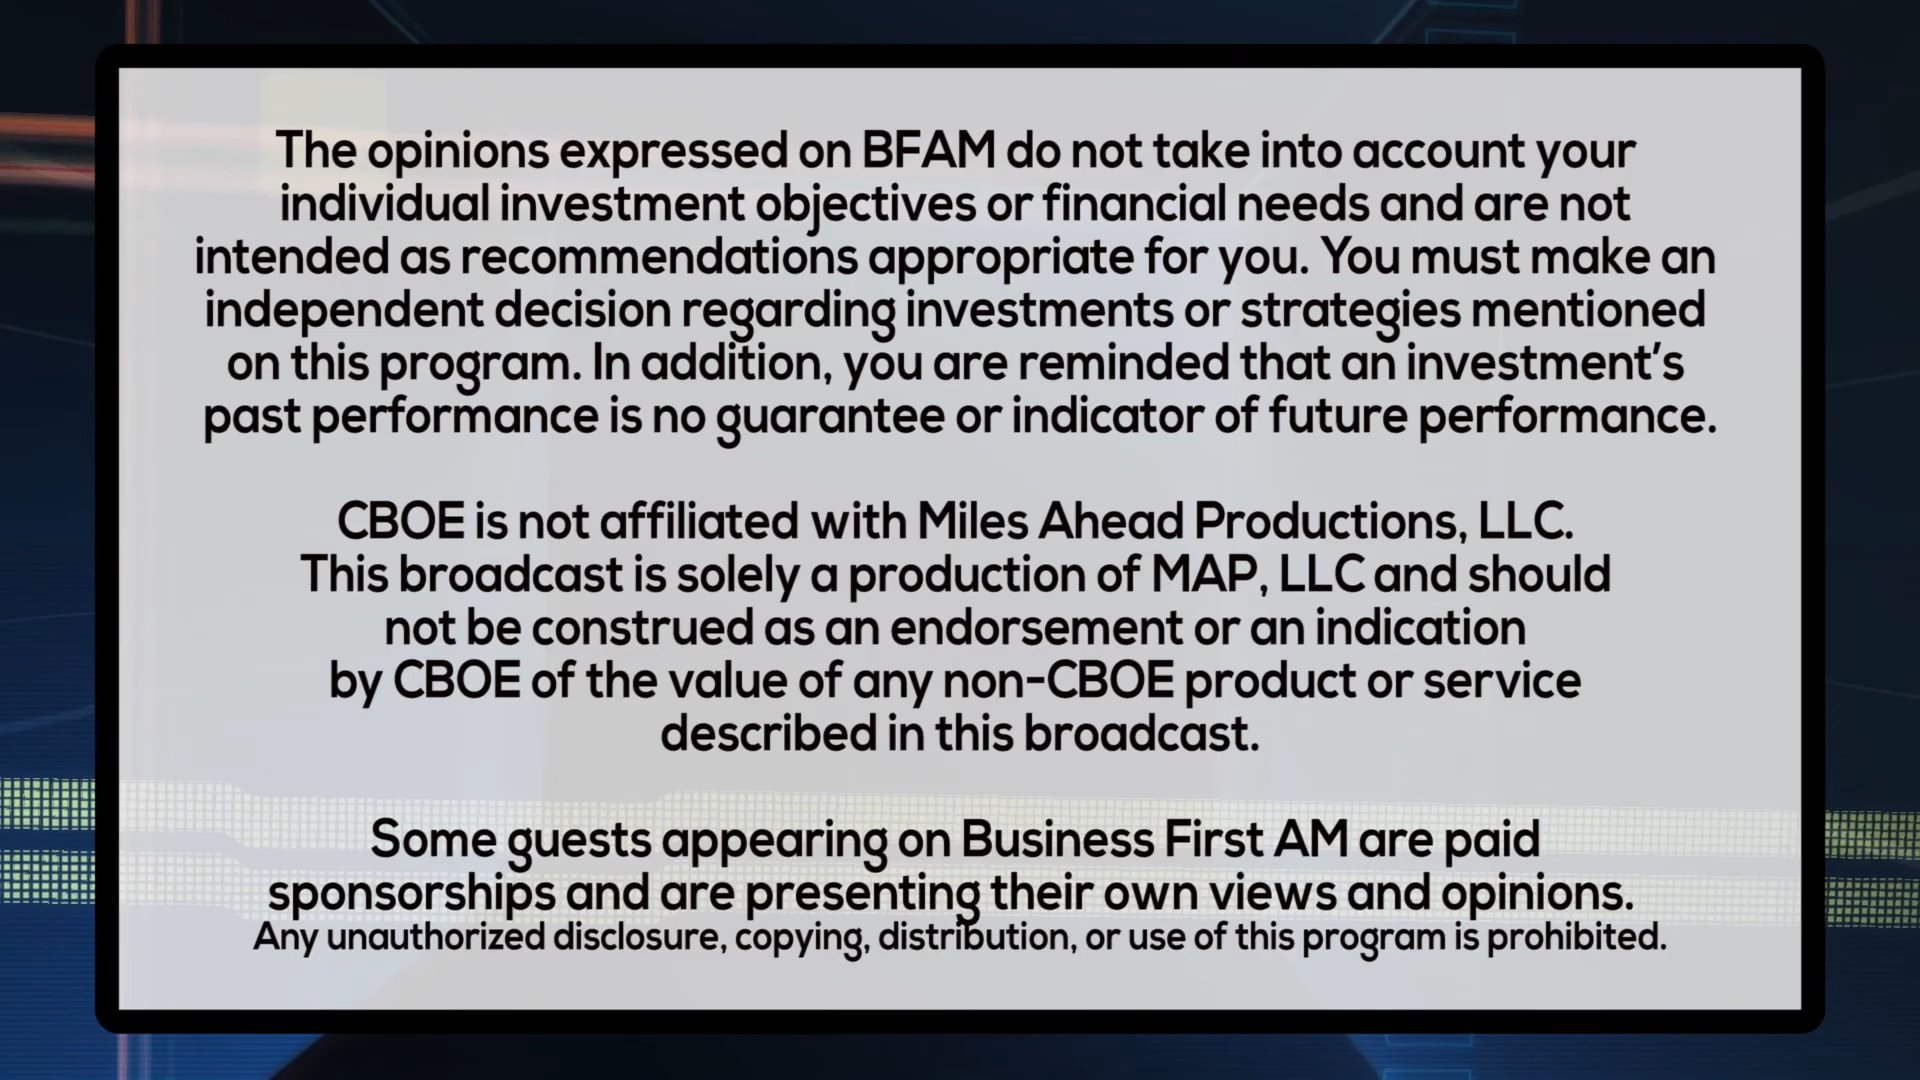 The opinions expressed on BFAM do not take into account your
individual investment objectives or financial needs and are not
intended as recommendations appropriate for you. You must make an
independent decision regarding investments or strategies mentioned
on this program. In addition, you are reminded that an investment's
past performance is no guarantee or indicator of future performance.
CBOE is not affiliated with Miles Ahead Productions, LLC.
This broadcast is solely a production of MAP, LLC and should
not be construed as an endorsement or an indication
by CBOE of the value of any non-CBOE product or service
described in this broadcast.
Some guests appearing on Business First AM are paid
sponsorships and are presenting their own views and opinions.
Any unauthorized disclosure, copying, distribution, or use of this program is prohibited.